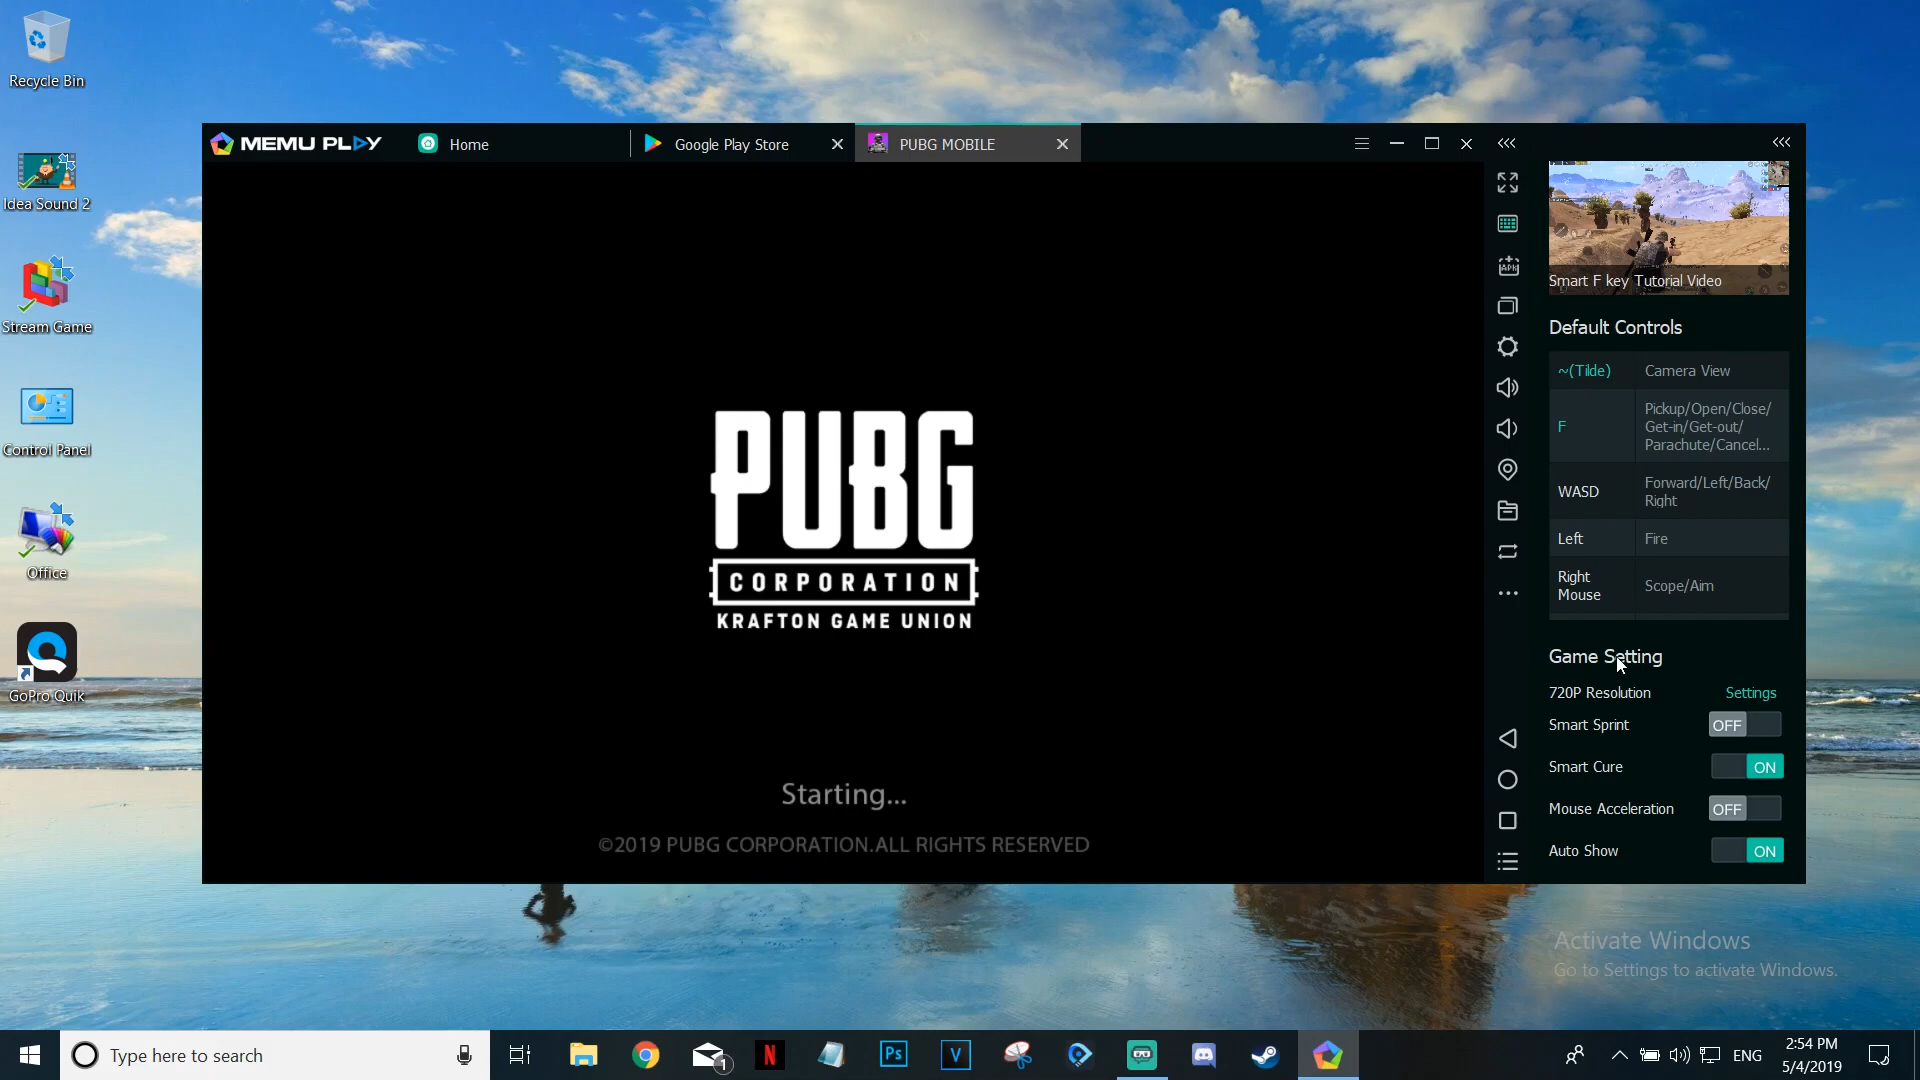 Recycle Bin
Idea Sound 2
Stream Game
Control Panel
Office
GoPro Quik
MEMU PLAY
Home
Google Play Store
PUBG MOBILE
PUBG
CORPORATION
KRAFTON GAME UNION
Starting...
©2019 PUBG CORPORATION.ALL RIGHTS RESERVED
APK
Smart F key Tutorial Video
Default Controls
~(Tilde) Camera View
F Pickup/Open/Close/
Get-in/Get-out/
Parachute/Cancel...
WASD Forward/Left/Back/
Right
Left Fire
Right
Mouse Scope/Aim
Game Setting
720P Resolution Settings
Smart Sprint OFF
Smart Cure ON
Mouse Acceleration OFF
Auto Show ON
Activate Windows
Go to Settings to activate Windows.
Type here to search
1
N
Ps
V
ENG
2:54 PM
5/4/2019